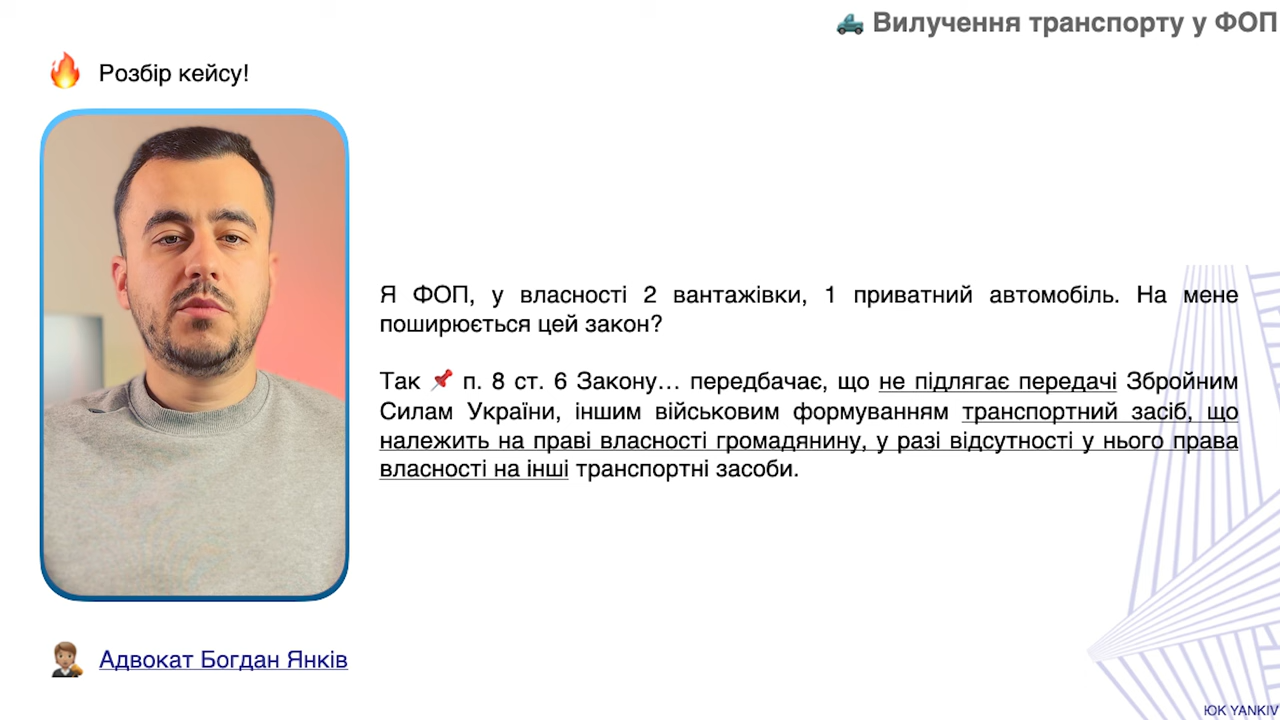 Вилучення транспорту у ФОП
Розбір кейсу!
Я ФОП, у власності 2 вантажівки, 1 приватний автомобіль. На мене
поширюється цей закон?
Так п. 8 ст. 6 Закону... передбачає, що не підлягає передачі Збройним
Силам України, іншим військовим формуванням транспортний засіб, що
належить на праві власності громадянину, у разі відсутності у нього права
власності на інші транспортні засоби.
Адвокат Богдан Янків
ЮК YANKIV